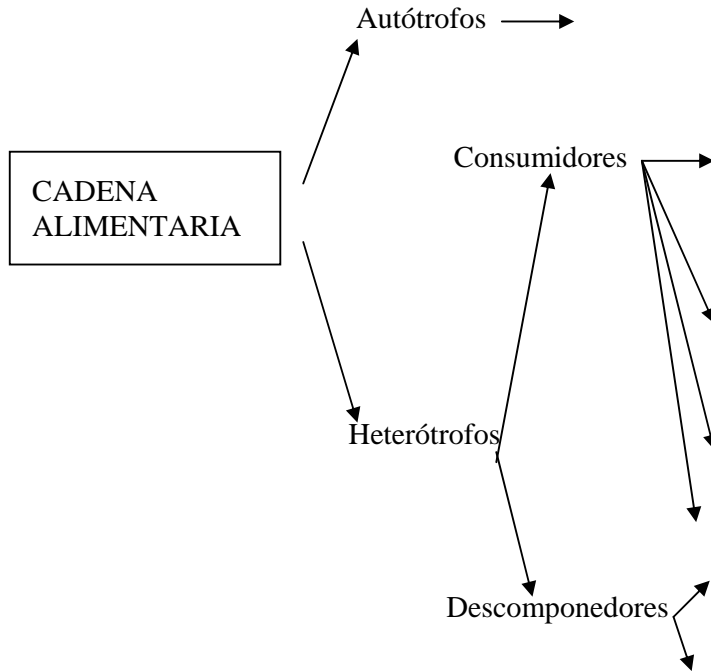 Autótrofos
Consumidores
CADENA
ALIMENTARIA
Heterótrofos
Descomponedores